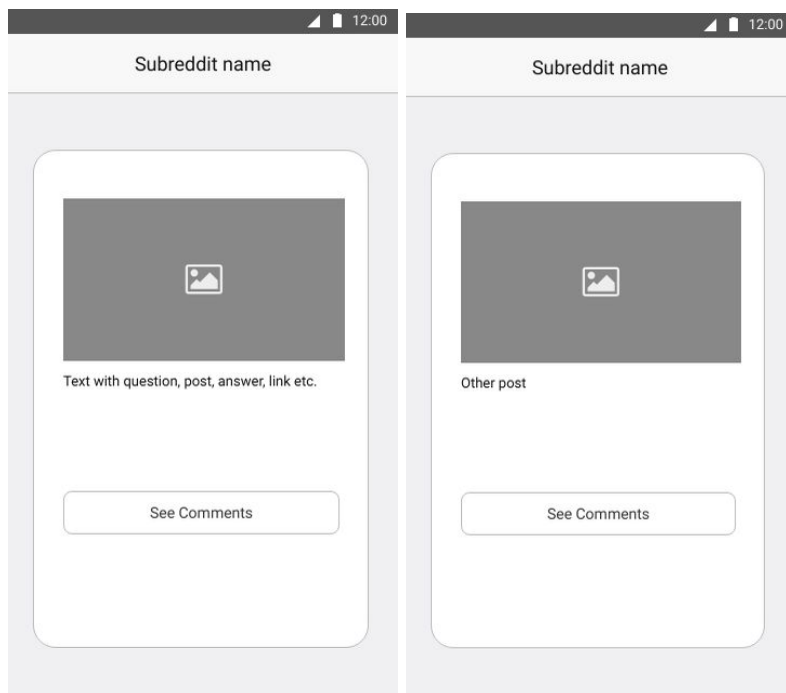 12:00
Subreddit name
Text with question, post, answer, link etc.
See Comments
12:00
Subreddit name
Other post
See Comments